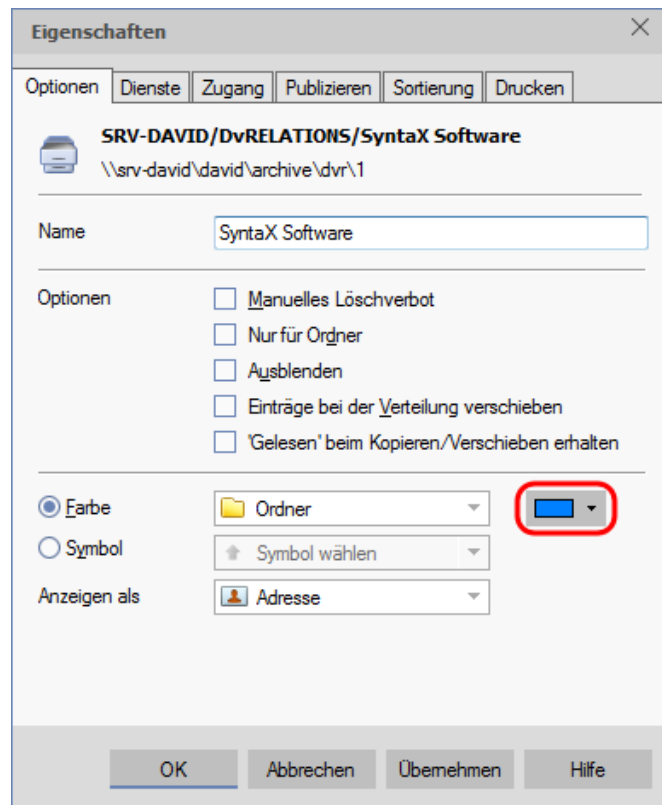 Eigenschaften
Optionen Dienste Zugang Publizieren Sortierung Drucken
SRV-DAVID/DvRELATIONS/SyntaX Software
\\srv-david\david\archive\dvr\1
Name SyntaX Software
Optionen Manuelles Löschverbot
Nur für Ordner
Ausblenden
Einträge bei der Verteilung verschieben
'Gelesen' beim Kopieren/Verschieben erhalten
Farbe Ordner
Symbol Symbol wählen
Anzeigen als Adresse
OK Abbrechen Übernehmen Hilfe